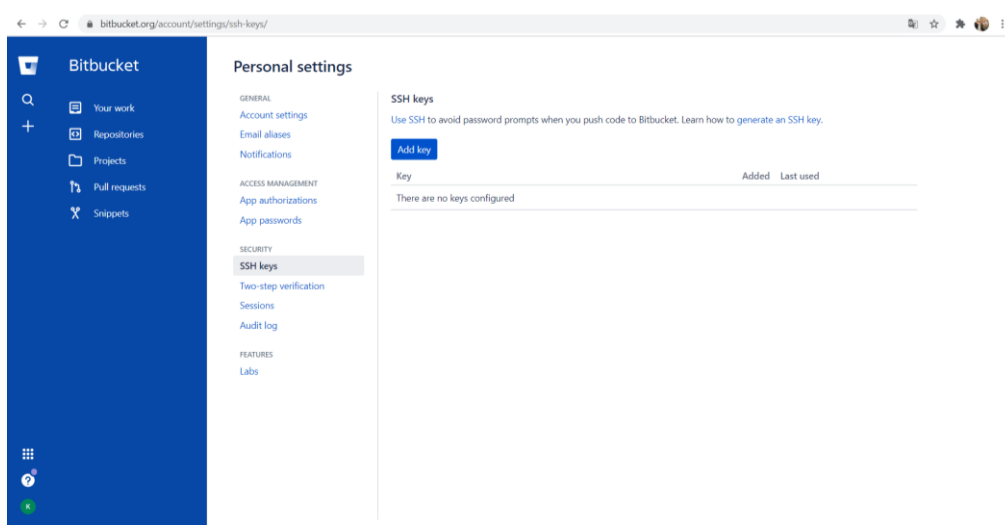 bitbucket.org/account/settings/ssh-keys/
Bitbucket
Your work
Repositories
Projects
Pull requests
Snippets
K
Personal settings
GENERAL
Account settings
Email aliases
Notifications
ACCESS MANAGEMENT
App authorizations
App passwords
SECURITY
SSH keys
Two-step verification
Sessions
Audit log
FEATURES
Labs
SSH keys
Use SSH to avoid password prompts when you push code to Bitbucket. Learn how to generate an SSH key.
Add key
Key Added Last used
There are no keys configured